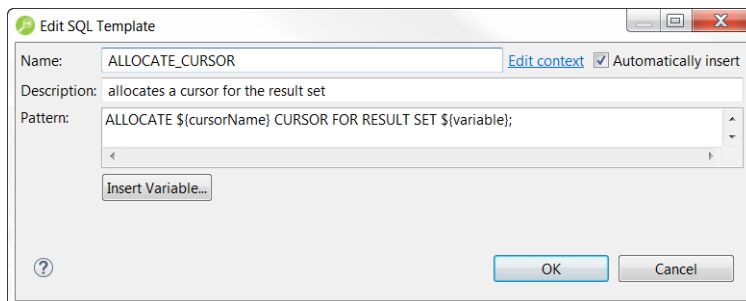 Edit SQL Template
Name: ALLOCATE_CURSOR Edit context Automatically insert
Description: allocates a cursor for the result set
Pattern: ALLOCATE ${cursorName} CURSOR FOR RESULT SET ${variable};
Insert Variable...
? OK Cancel